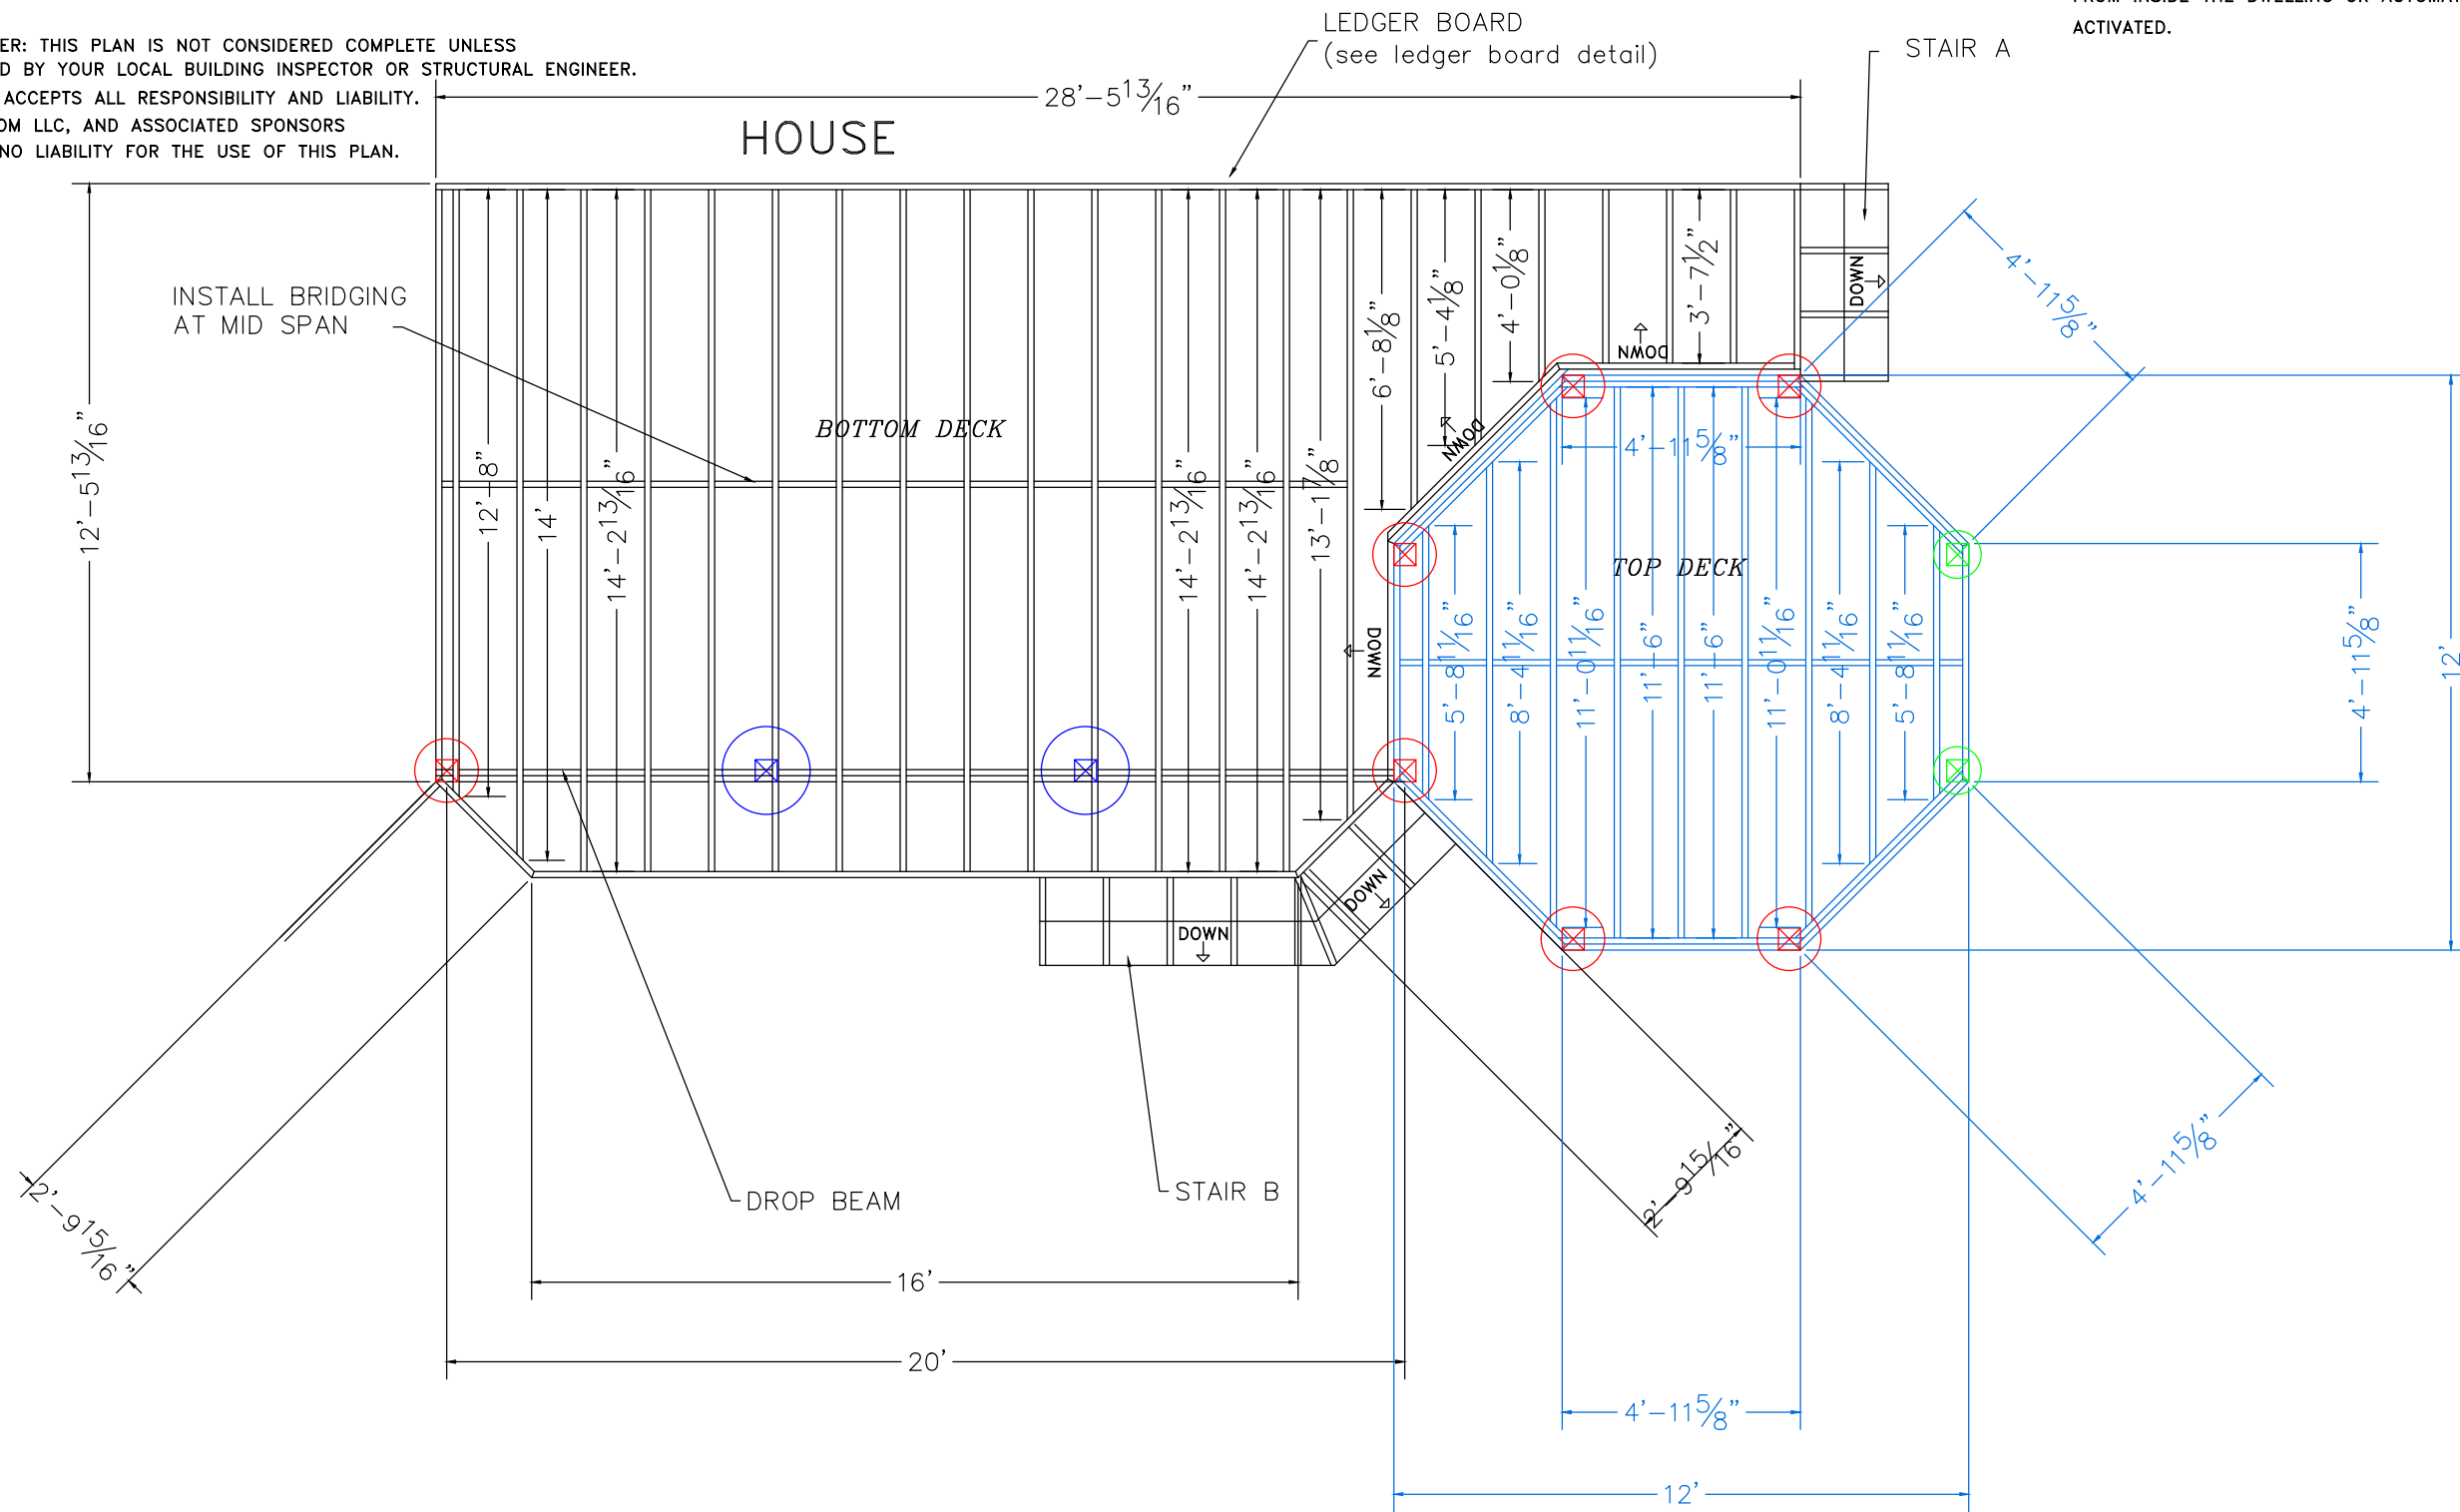 FROM INSIDE THE DWELLING OR AUTOMAT
ACTIVATED.
ER: THIS PLAN IS NOT CONSIDERED COMPLETE UNLESS
D BY YOUR LOCAL BUILDING INSPECTOR OR STRUCTURAL ENGINEER.
ACCEPTS ALL RESPONSIBILITY AND LIABILITY.
OM LLC, AND ASSOCIATED SPONSORS
NO LIABILITY FOR THE USE OF THIS PLAN.
LEDGER BOARD
(see ledger board detail)
STAIR A
28'-5 13/16"
HOUSE
INSTALL BRIDGING
AT MID SPAN
BOTTOM DECK
TOP DECK
12'-5 13/16"
12'-8"
14'
14'-2 13/16"
14'-2 13/16"
14'-2 13/16"
13'-1 7/8"
6'-8 1/8"
5'-4 1/8"
4'-0 1/8"
3'-7 1/2"
DOWN
DOWN
DOWN
DOWN
4'-11 5/8"
4'-11 5/8"
5'-8 11/16"
8'-4 11/16"
11'-0 11/16"
11'-6"
11'-6"
11'-0 11/16"
8'-4 11/16"
5'-8 11/16"
4'-11 5/8"
12'
DOWN
DOWN
DROP BEAM
STAIR B
2'-9 15/16"
2'-9 15/16"
4'-11 5/8"
16'
20'
4'-11 5/8"
12'